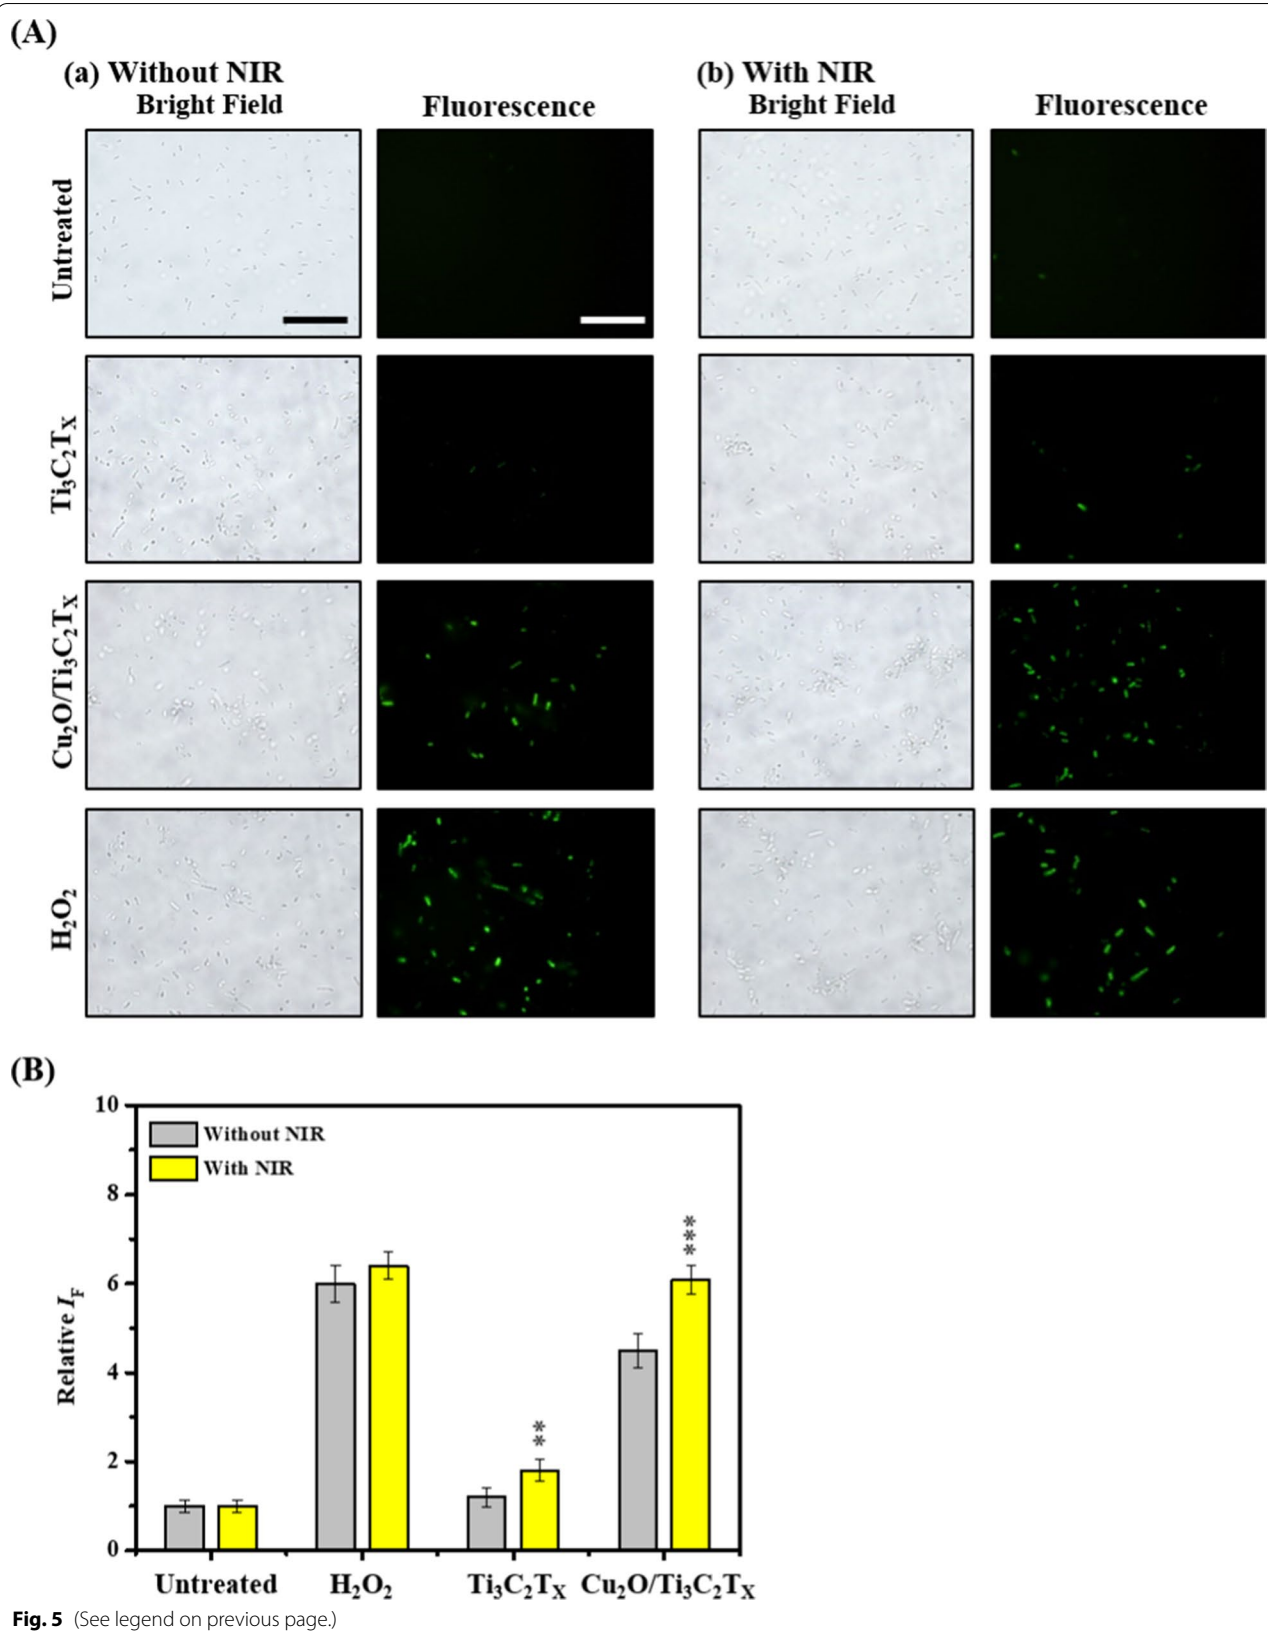 (A)
(a) Without NIR
(b) With NIR
Bright Field
Fluorescence
Bright Field
Fluorescence
Untreated
Ti₃C₂Tₓ
Cu₂O/Ti₃C₂Tₓ
H₂O₂
(B)
Relative I_F
10
8
6
4
2
0
Without NIR
With NIR
**
***
Untreated
H₂O₂
Ti₃C₂Tₓ
Cu₂O/Ti₃C₂Tₓ
Fig. 5 (See legend on previous page.)